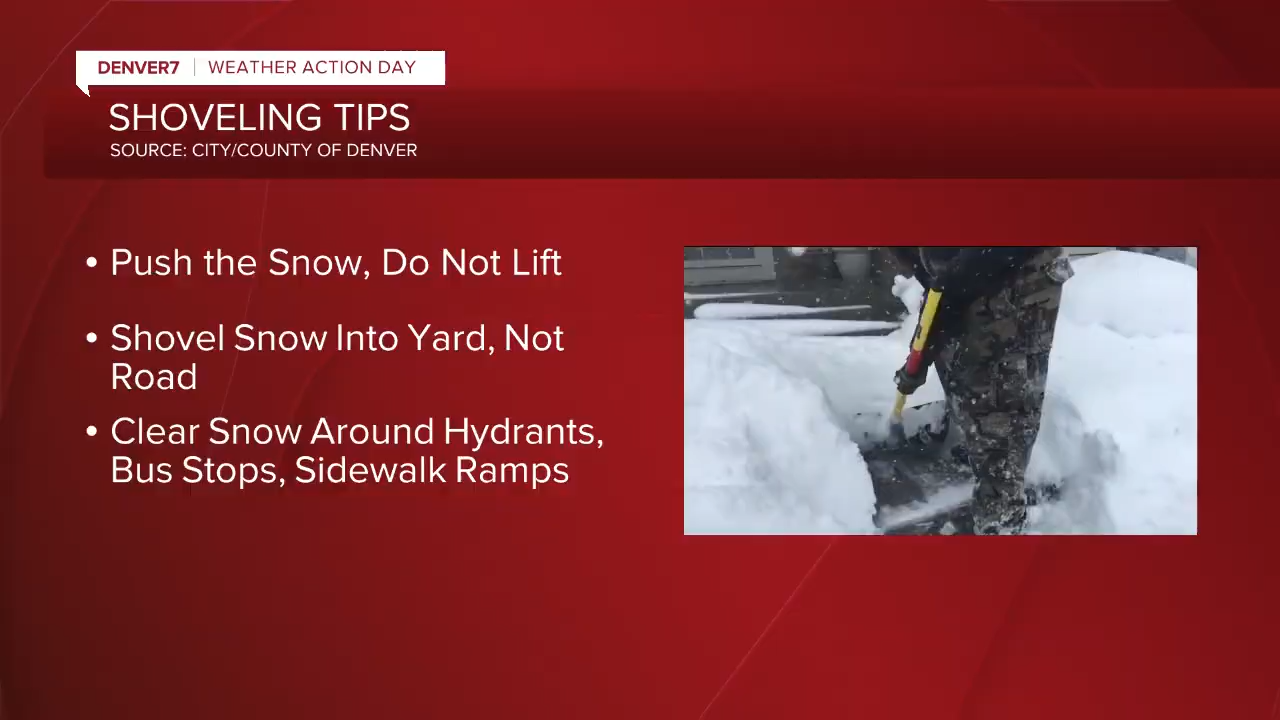 DENVER7 | WEATHER ACTION DAY
SHOVELING TIPS
SOURCE: CITY/COUNTY OF DENVER
• Push the Snow, Do Not Lift
• Shovel Snow Into Yard, Not
Road
• Clear Snow Around Hydrants,
Bus Stops, Sidewalk Ramps